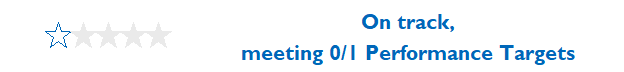 On track,
meeting 0/1 Performance Targets